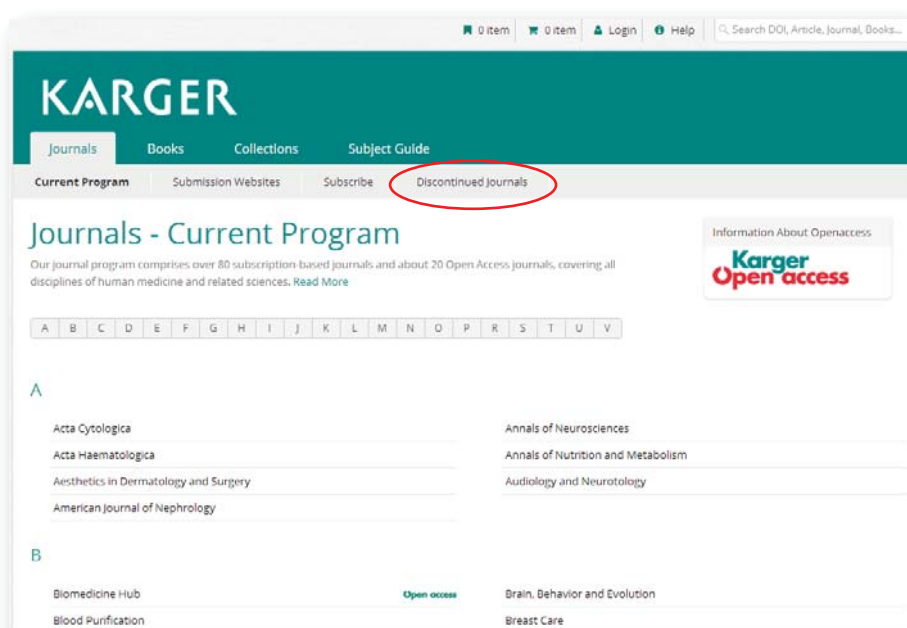 0 item 0 item Login Help Search DOI, Article, Journal, Books...
KARGER
Journals Books Collections Subject Guide
Current Program Submission Websites Subscribe Discontinued Journals
Journals - Current Program
Information About Openaccess
Our journal program comprises over 80 subscription-based journals and about 20 Open Access journals, covering all
disciplines of human medicine and related sciences. Read More
Karger
Open access
A B C D E F G H I J K L M N O P R S T U V
A
Acta Cytologica Annals of Neurosciences
Acta Haematologica Annals of Nutrition and Metabolism
Aesthetics in Dermatology and Surgery Audiology and Neurotology
American Journal of Nephrology
B
Biomedicine Hub Open access Brain, Behavior and Evolution
Blood Purification Breast Care